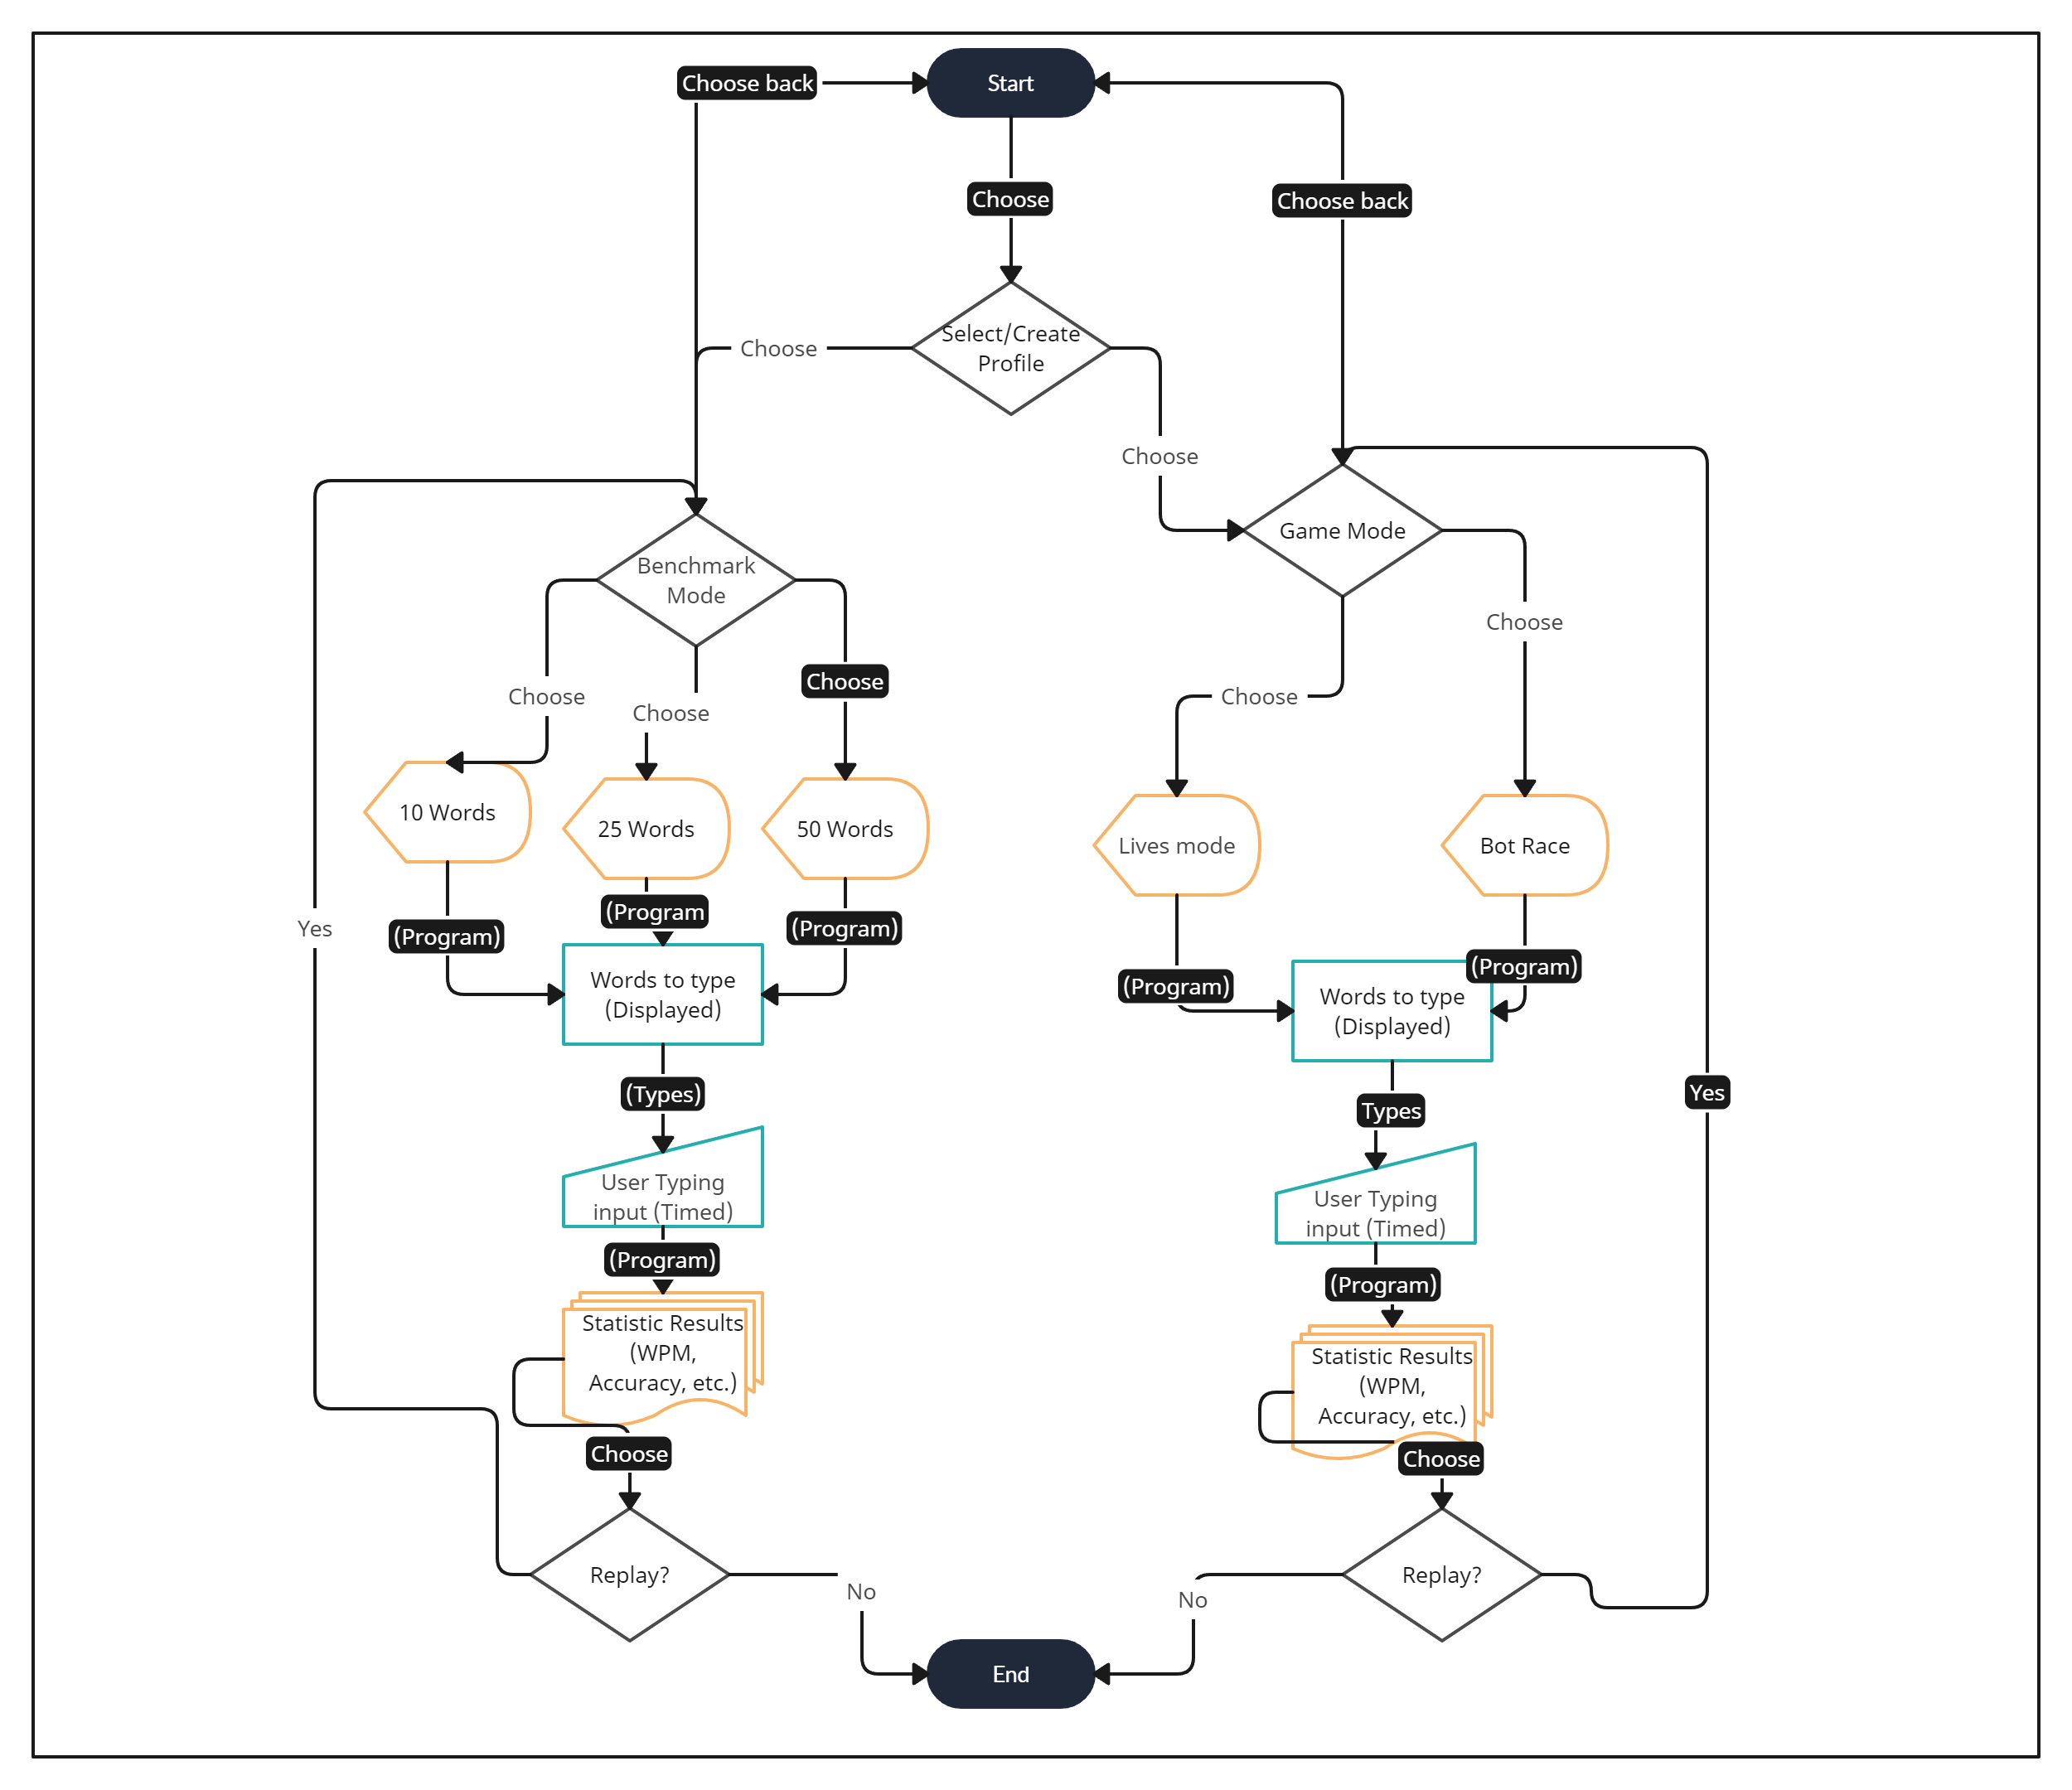 Choose back
Start
Choose
Choose back
Select/Create
Profile
Choose
Choose
Game Mode
Benchmark
Mode
Choose
Choose
Choose
Choose
Choose
10 Words
25 Words
50 Words
Lives mode
Bot Race
(Program)
(Program
(Program)
(Program)
(Program)
Yes
Words to type
(Displayed)
Words to type
(Displayed)
(Types)
Types
Yes
User Typing
input (Timed)
User Typing
input (Timed)
(Program)
(Program)
Statistic Results
(WPM,
Accuracy, etc.)
Statistic Results
(WPM,
Accuracy, etc.)
Choose
Choose
Replay?
Replay?
No
No
End